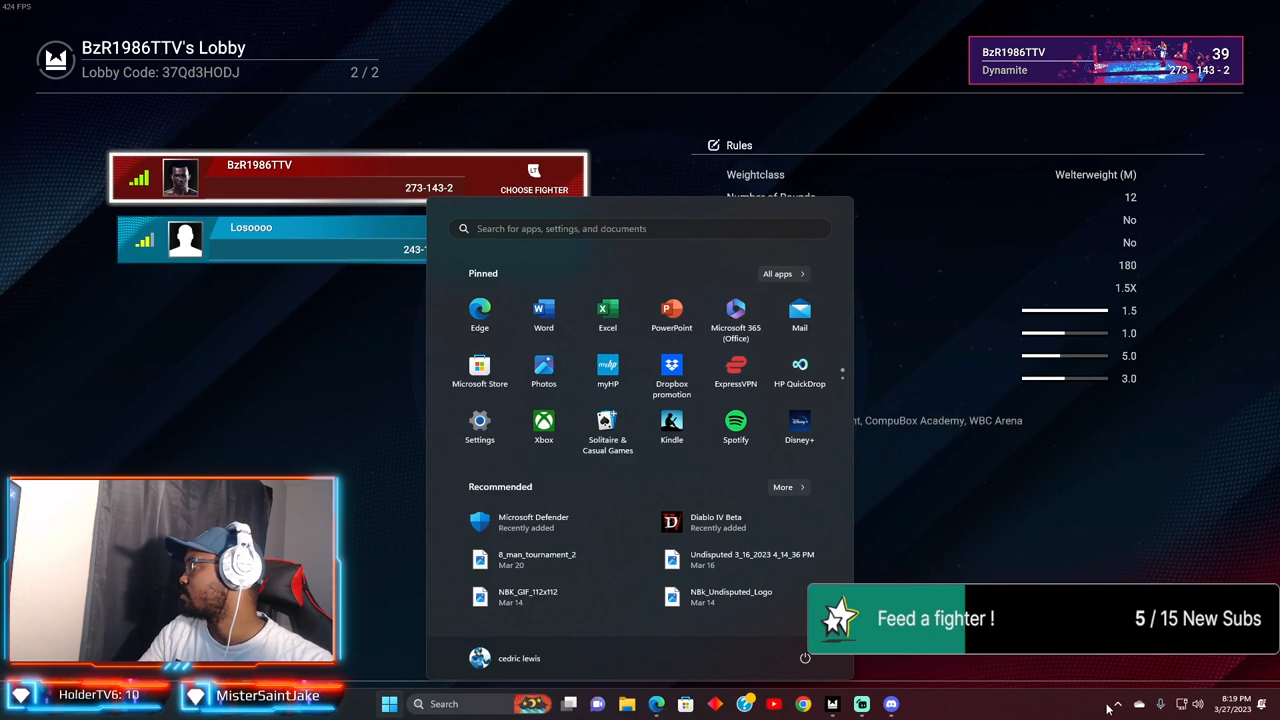 424 FPS
BzR1986TTV's Lobby
Lobby Code: 37Qd3HODJ
2 / 2
BzR1986TTV
39
Dynamite
273 - 143 - 2
BzR1986TTV
273-143-2
LT
CHOOSE FIGHTER
Losoooo
243-
Rules
Weightclass
Welterweight (M)
Number of Rounds
12
No
No
180
1.5X
1.5
1.0
5.0
3.0
nt, CompuBox Academy, WBC Arena
Search for apps, settings, and documents
Pinned
All apps
Edge
Word
Excel
PowerPoint
Microsoft 365
(Office)
Mail
Microsoft Store
Photos
myHP
Dropbox
promotion
ExpressVPN
HP QuickDrop
Settings
Xbox
Solitaire &
Casual Games
Kindle
Spotify
Disney+
Recommended
More
Microsoft Defender
Recently added
Diablo IV Beta
Recently added
8_man_tournament_2
Mar 20
Undisputed 3_16_2023 4_14_36 PM
Mar 16
NBK_GIF_112x112
Mar 14
NBk_Undisputed_Logo
Mar 14
cedric lewis
Feed a fighter !
5 / 15 New Subs
HolderTV6: 10
MisterSaintJake
Search
8:19 PM
3/27/2023